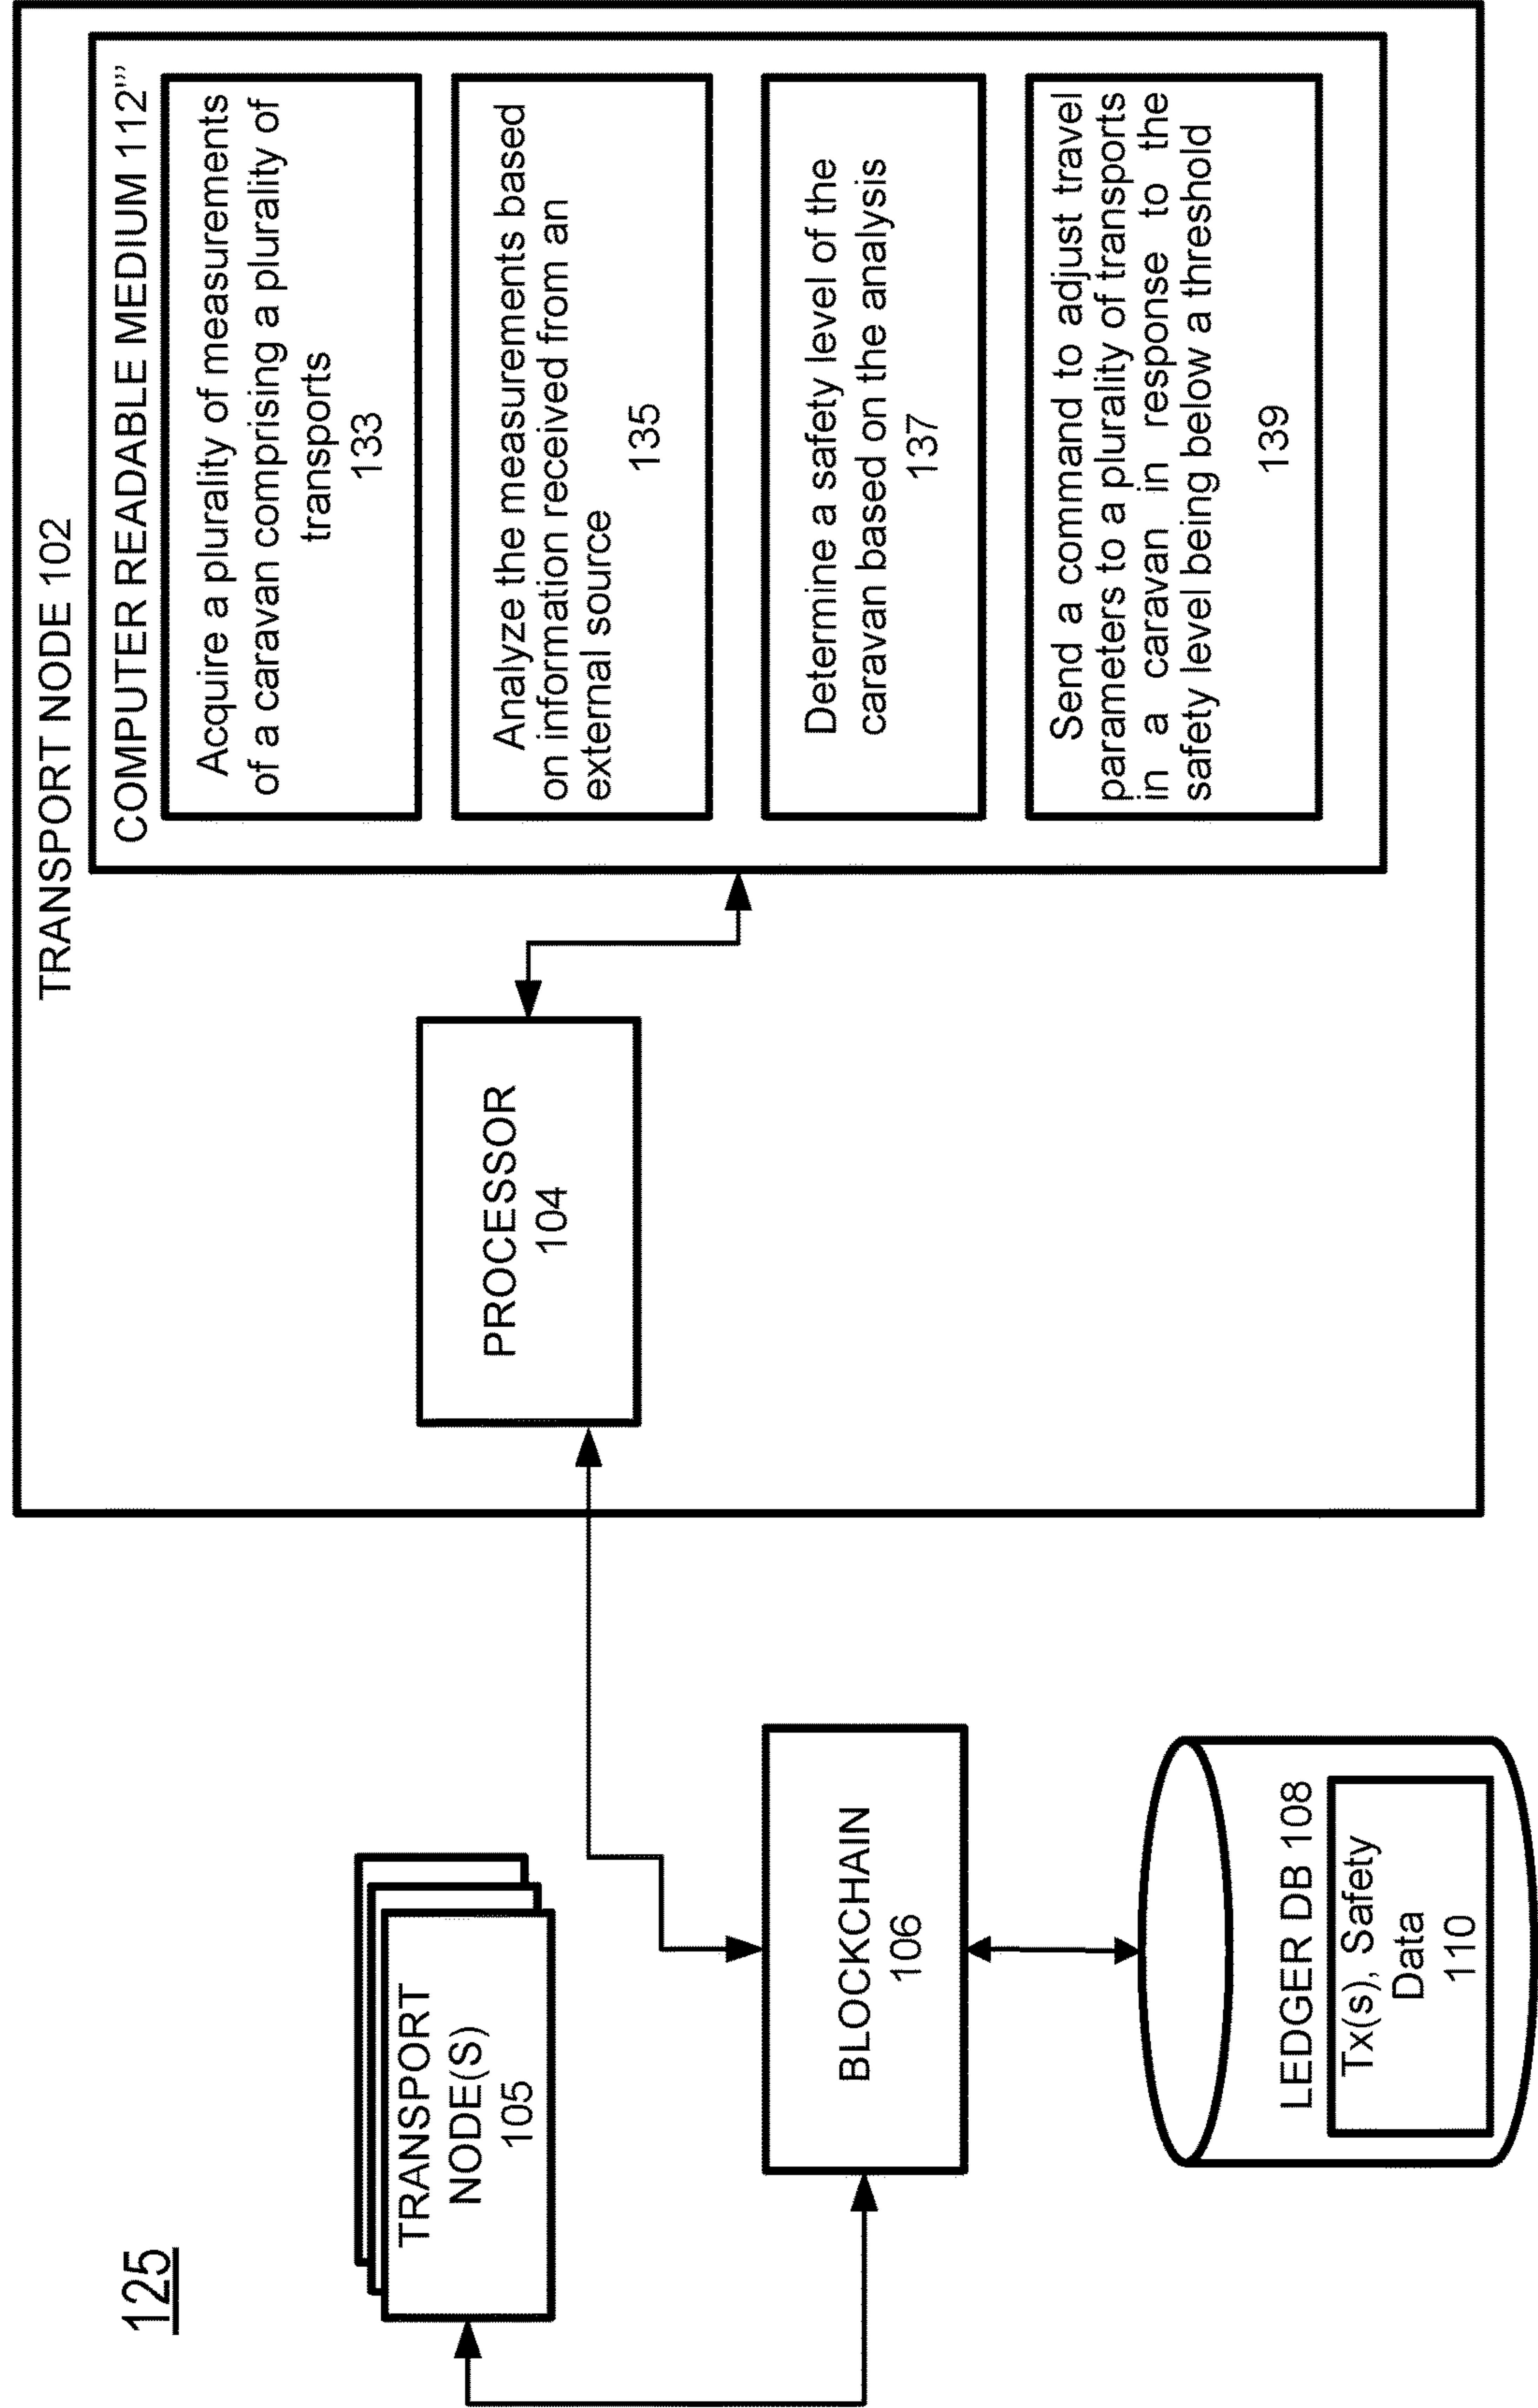 125
TRANSPORT
NODE(S)
105
BLOCKCHAIN
106
LEDGER DB 108
Tx(s), Safety
Data
110
TRANSPORT NODE 102
PROCESSOR
104
COMPUTER READABLE MEDIUM 112'''
Acquire a plurality of measurements
of a caravan comprising a plurality of
transports
133
Analyze the measurements based
on information received from an
external source
135
Determine a safety level of the
caravan based on the analysis
137
Send a command to adjust travel
parameters to a plurality of transports
in a caravan in response to the
safety level being below a threshold
139